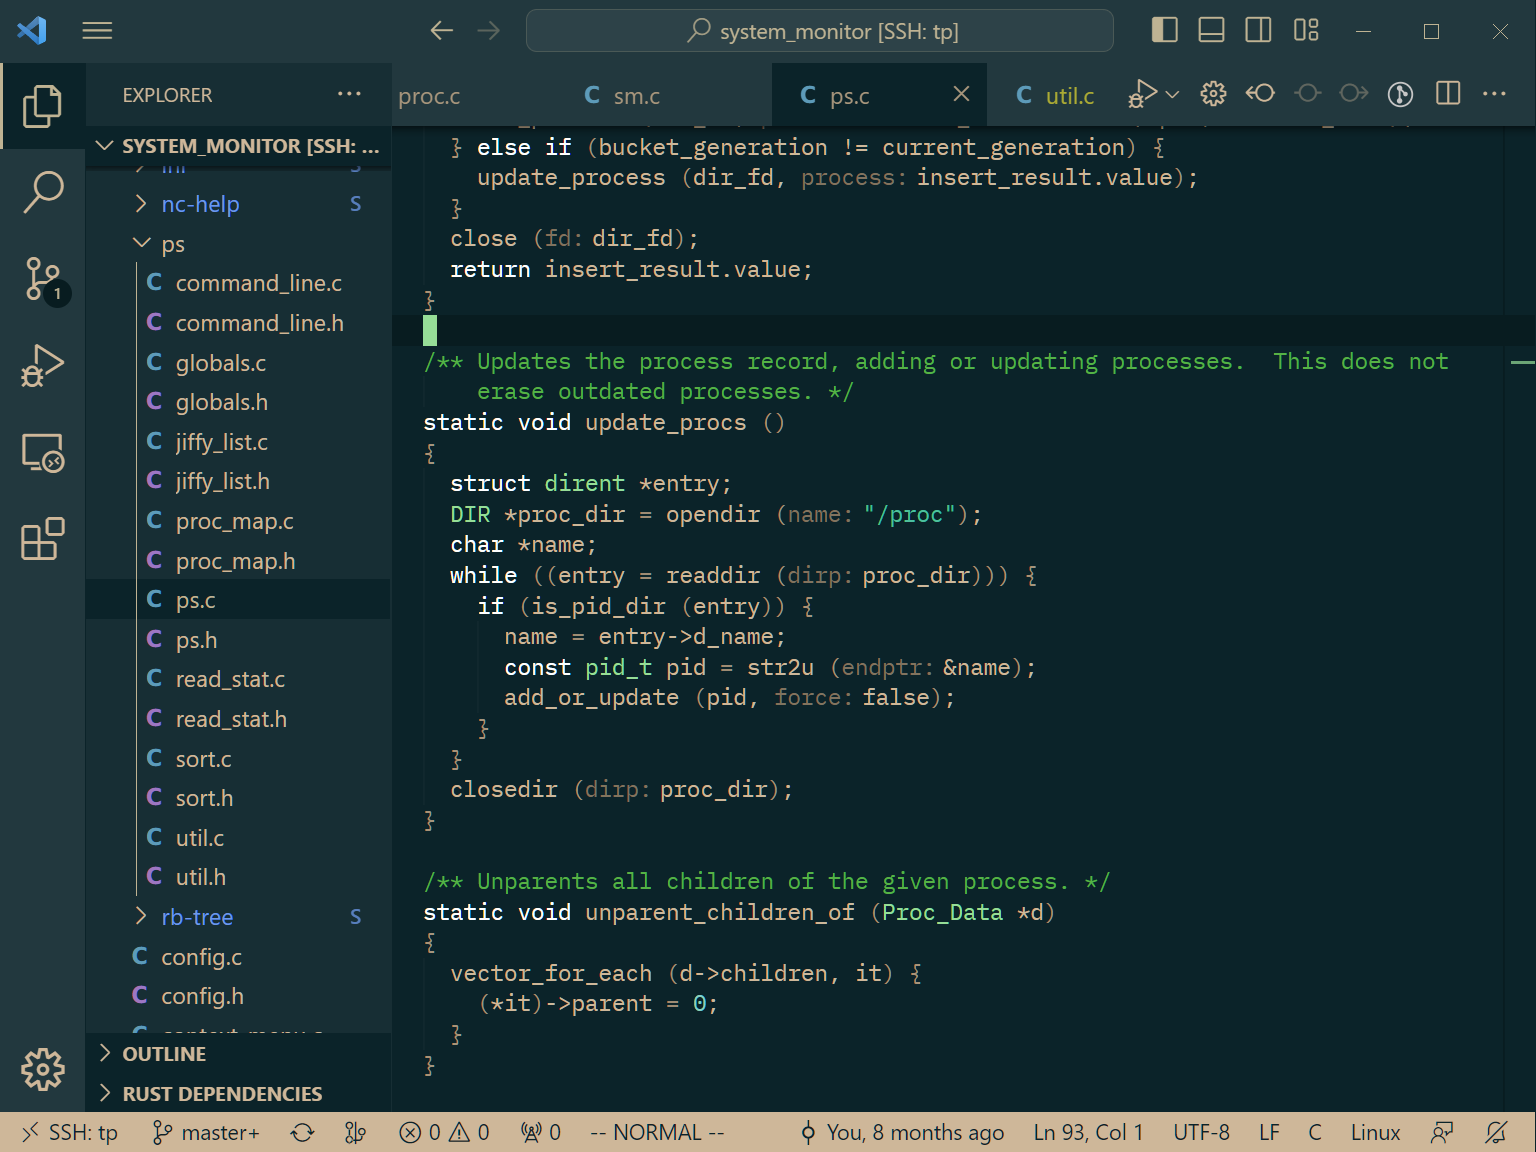 system_monitor [SSH: tp]
EXPLORER
proc.c
C sm.c
C ps.c
C util.c
SYSTEM_MONITOR [SSH: ...
S
nc-help S
ps
C command_line.c
C command_line.h
C globals.c
C globals.h
C jiffy_list.c
C jiffy_list.h
C proc_map.c
C proc_map.h
C ps.c
C ps.h
C read_stat.c
C read_stat.h
C sort.c
C sort.h
C util.c
C util.h
rb-tree S
C config.c
C config.h
OUTLINE
RUST DEPENDENCIES
1
} else if (bucket_generation != current_generation) {
update_process (dir_fd, process: insert_result.value);
}
close (fd: dir_fd);
return insert_result.value;
}
/** Updates the process record, adding or updating processes.  This does not
erase outdated processes. */
static void update_procs ()
{
struct dirent *entry;
DIR *proc_dir = opendir (name: "/proc");
char *name;
while ((entry = readdir (dirp: proc_dir))) {
if (is_pid_dir (entry)) {
name = entry->d_name;
const pid_t pid = str2u (endptr: &name);
add_or_update (pid, force: false);
}
}
closedir (dirp: proc_dir);
}
/** Unparents all children of the given process. */
static void unparent_children_of (Proc_Data *d)
{
vector_for_each (d->children, it) {
(*it)->parent = 0;
}
}
SSH: tp master+ 0 0 0 -- NORMAL -- You, 8 months ago Ln 93, Col 1 UTF-8 LF C Linux